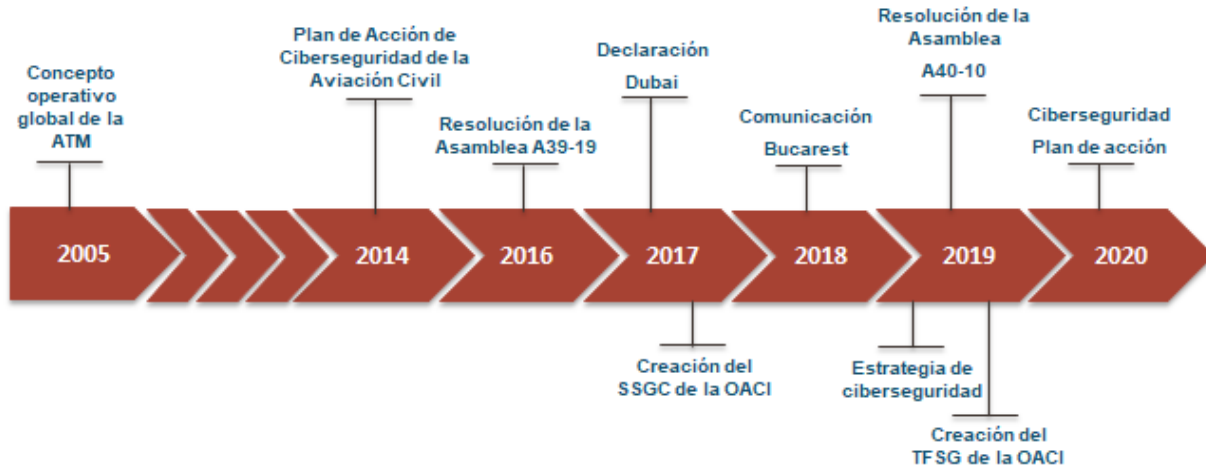 Concepto
operativo
global de la
ATM
Plan de Acción de
Ciberseguridad de la
Aviación Civil
Resolución de la
Asamblea A39-19
Declaración
Dubai
Comunicación
Bucarest
Resolución de la
Asamblea
A40-10
Ciberseguridad
Plan de acción
2005
2014
2016
2017
2018
2019
2020
Creación del
SSGC de la OACI
Estrategia de
ciberseguridad
Creación del
TFSG de la OACI